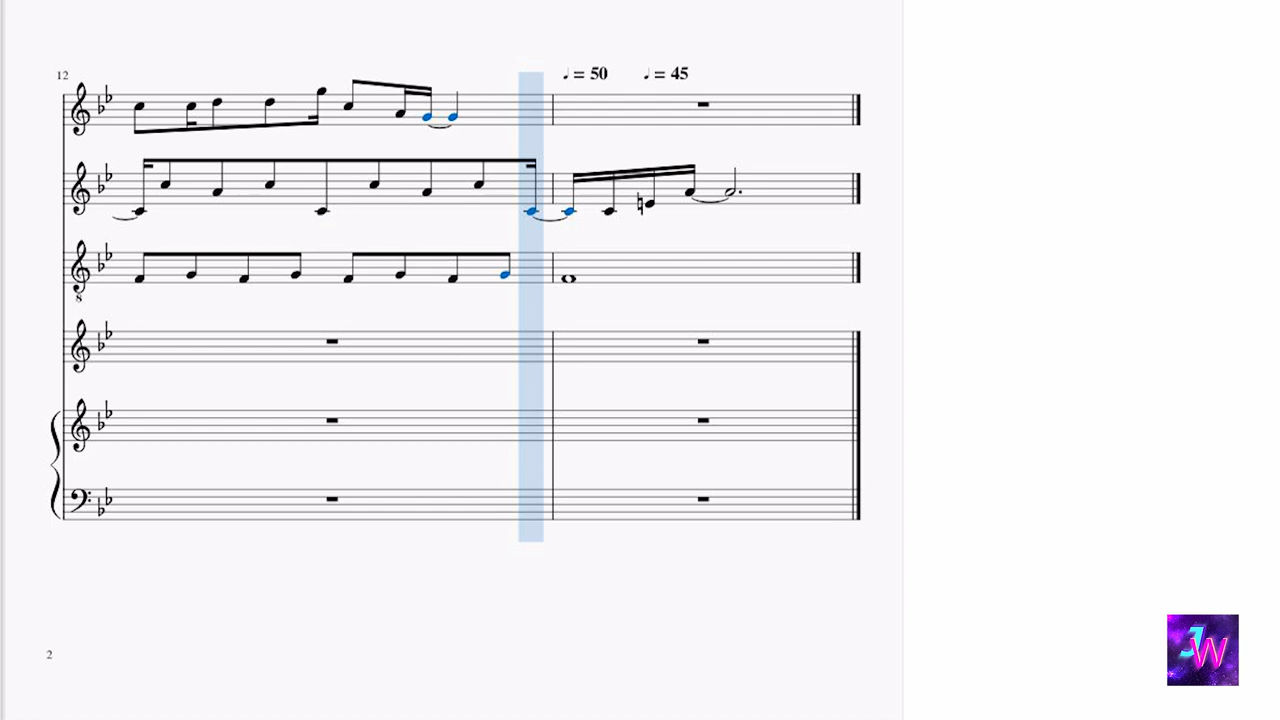 12
♩ = 50 ♩ = 45
8
2
JW